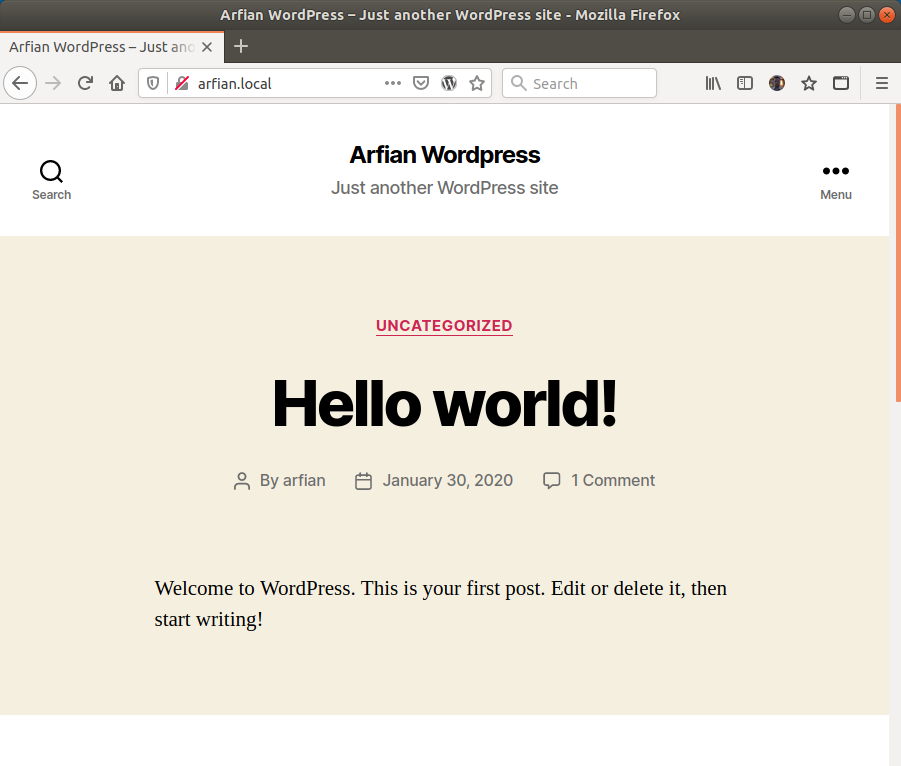 Arfian WordPress – Just another WordPress site - Mozilla Firefox
Arfian WordPress – Just ano
arfian.local
Search
Arfian Wordpress
Just another WordPress site
Search
Menu
UNCATEGORIZED
Hello world!
By arfian January 30, 2020 1 Comment
Welcome to WordPress. This is your first post. Edit or delete it, then
start writing!